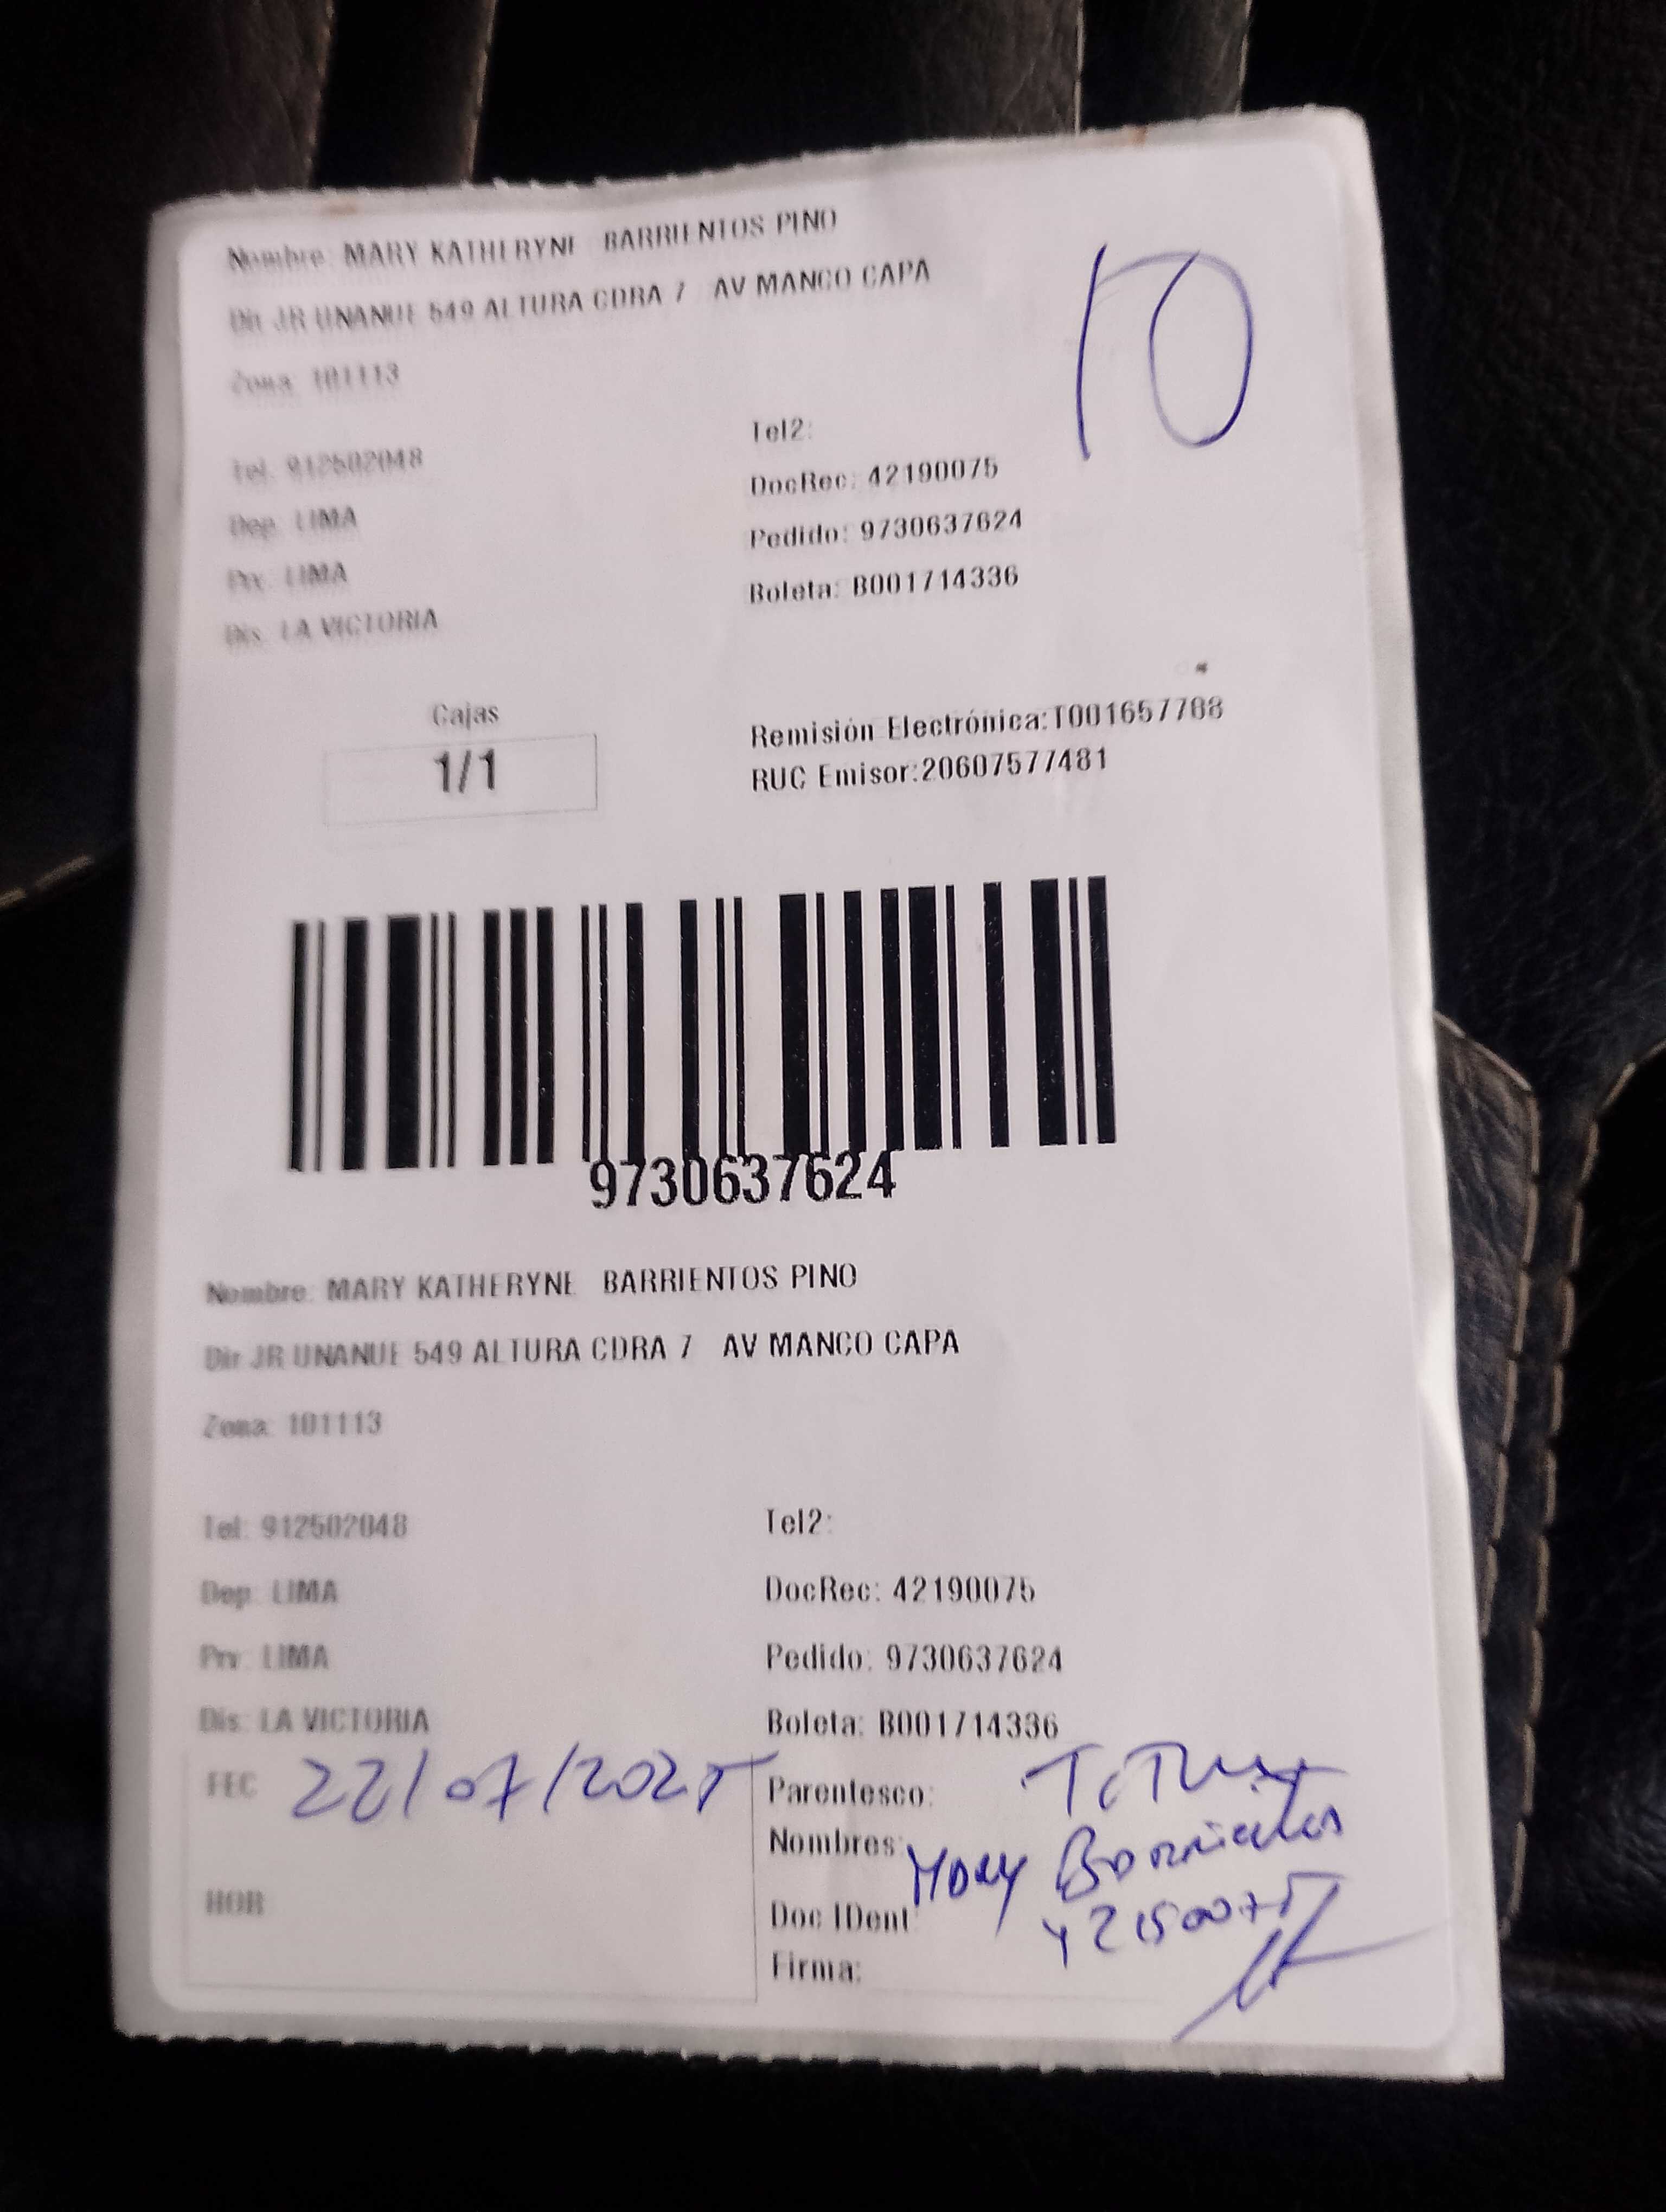 Nombre: MARY KATHERYNE BARRIENTOS PINO
Dir JR UNANUE 549 ALTURA CDRA 7 AV MANCO CAPA
10
Zona: 101113
Tel: 912502048 Tel2:
Dep: LIMA DocRec: 42190075
Prv: LIMA Pedido: 9730637624
Dis: LA VICTORIA Boleta: B001714336
Cajas
1/1
Remisión Electrónica:T001657768
RUC Emisor:20607577481
9730637624
Nombre: MARY KATHERYNE BARRIENTOS PINO
Dir JR UNANUE 549 ALTURA CDRA 7 AV MANCO CAPA
Zona: 101113
Tel: 912502048 Tel2:
Dep: LIMA DocRec: 42190075
Prv: LIMA Pedido: 9730637624
Dis: LA VICTORIA Boleta: B001714336
FEC 22/07/2025
HOR
Parentesco:
Nombres: Mary Barrientos
Doc IDent
Firma: